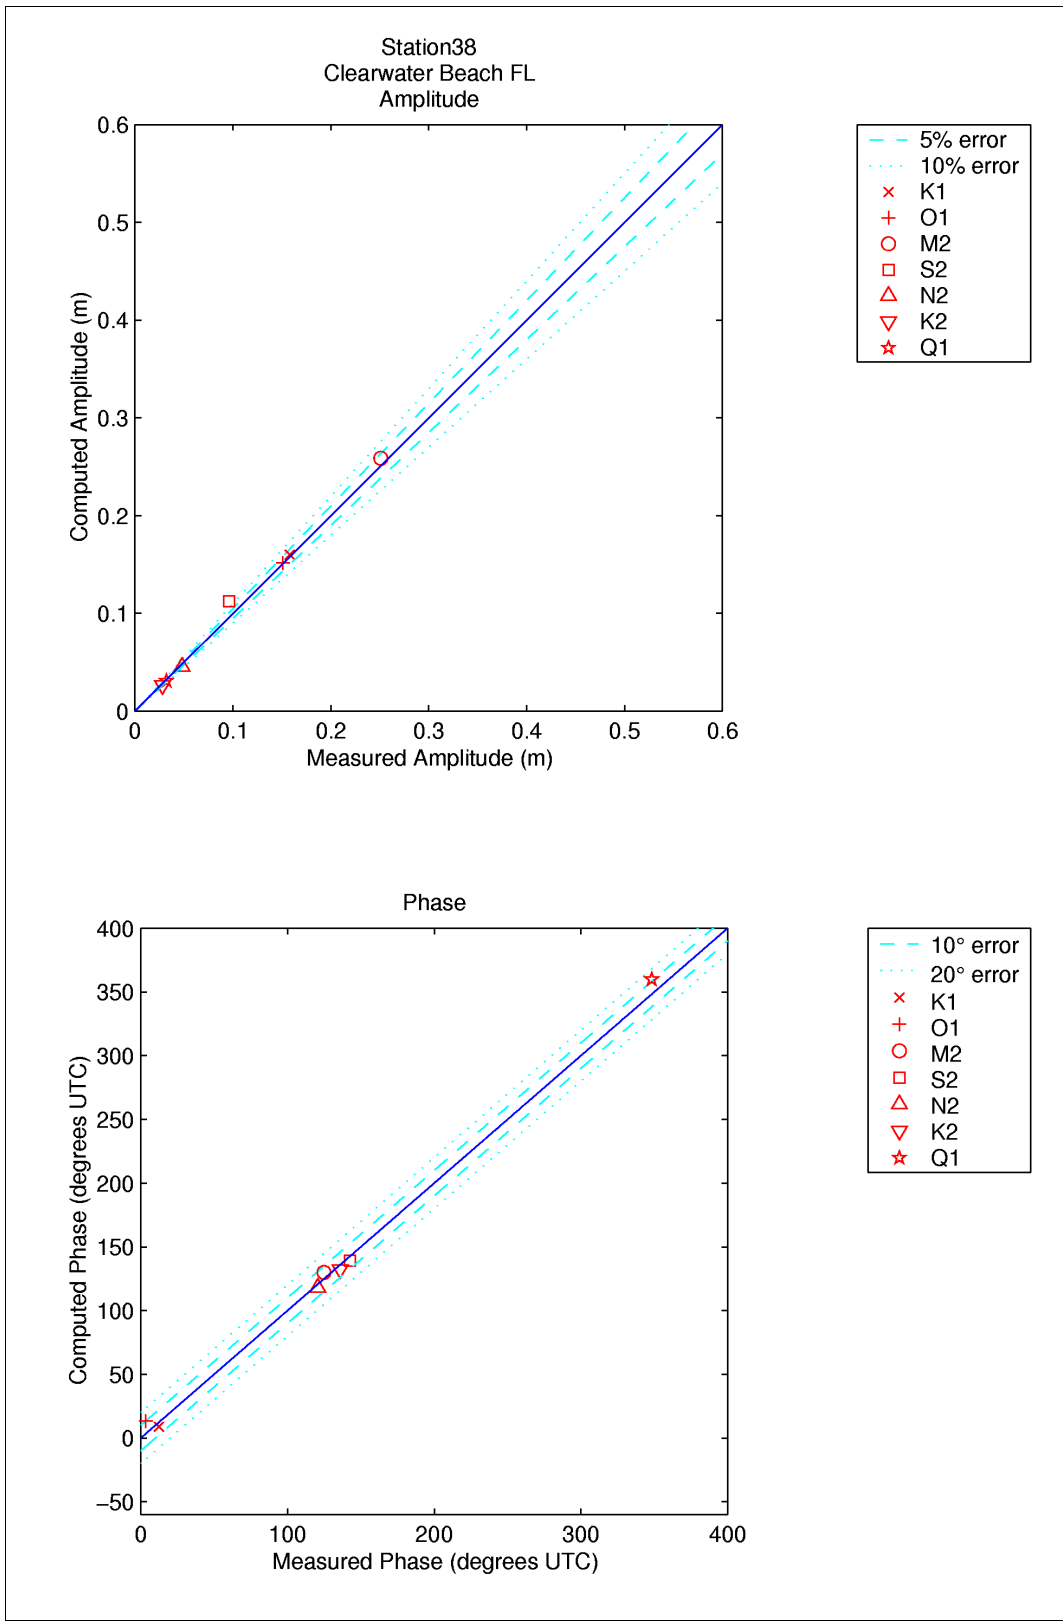 Station38
Clearwater Beach FL
Amplitude
0.6
0.5
0.4
0.3
0.2
0.1
0
0 0.1 0.2 0.3 0.4 0.5 0.6
Computed Amplitude (m)
Measured Amplitude (m)
5% error
10% error
K1
O1
M2
S2
N2
K2
Q1
Phase
400
350
300
250
200
150
100
50
0
−50
0 100 200 300 400
Computed Phase (degrees UTC)
Measured Phase (degrees UTC)
10° error
20° error
K1
O1
M2
S2
N2
K2
Q1